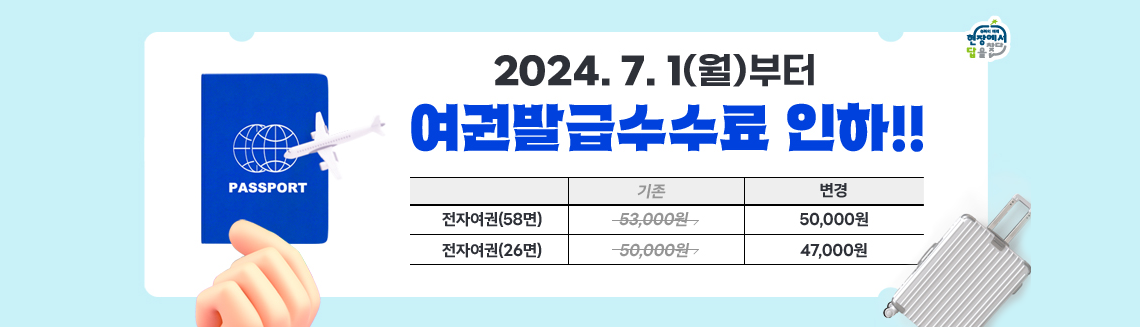 현장에서
답을 찾다
2024. 7. 1(월)부터
여권발급수수료 인하!!
PASSPORT
기존 변경
전자여권(58면) 53,000원 50,000원
전자여권(26면) 50,000원 47,000원